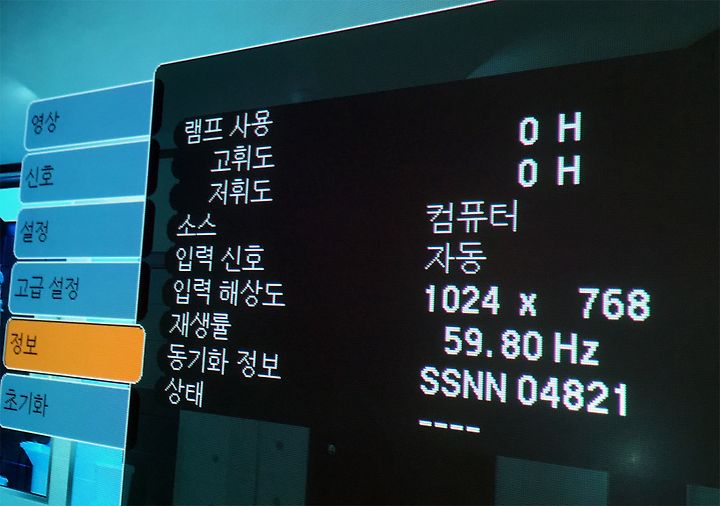 영상
신호
설정
고급 설정
정보
초기화
램프 사용
고휘도 0 H
저휘도 0 H
소스 컴퓨터
입력 신호 자동
입력 해상도 1024 x 768
재생률 59.80 Hz
동기화 정보 SSNN 04821
상태 ----